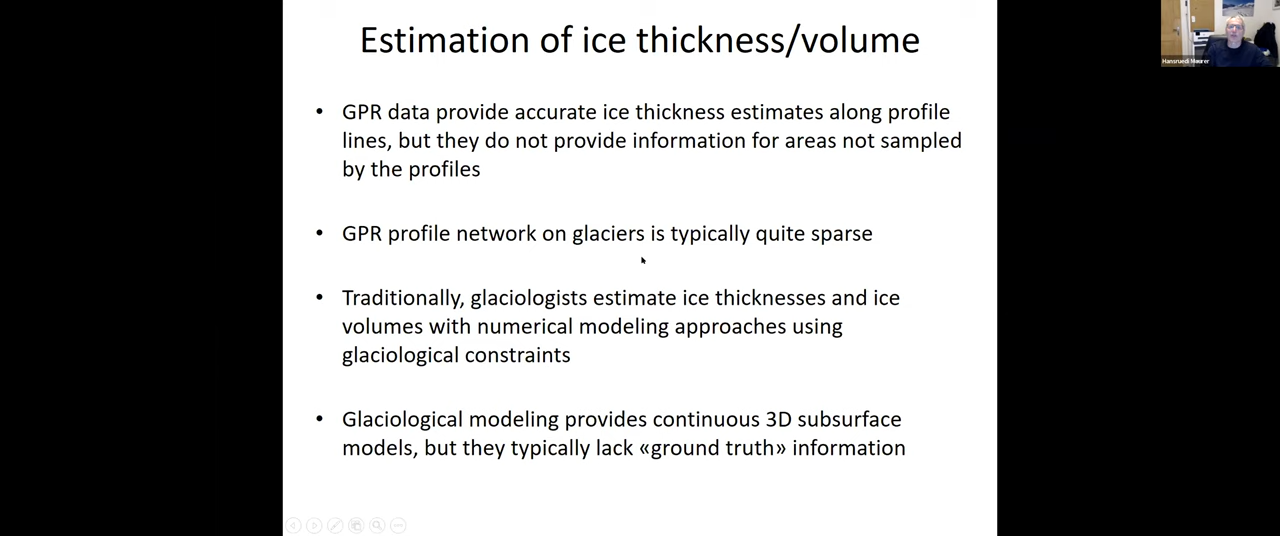 Estimation of ice thickness/volume
Hansruedi Maurer
• GPR data provide accurate ice thickness estimates along profile
lines, but they do not provide information for areas not sampled
by the profiles
• GPR profile network on glaciers is typically quite sparse
• Traditionally, glaciologists estimate ice thicknesses and ice
volumes with numerical modeling approaches using
glaciological constraints
• Glaciological modeling provides continuous 3D subsurface
models, but they typically lack «ground truth» information